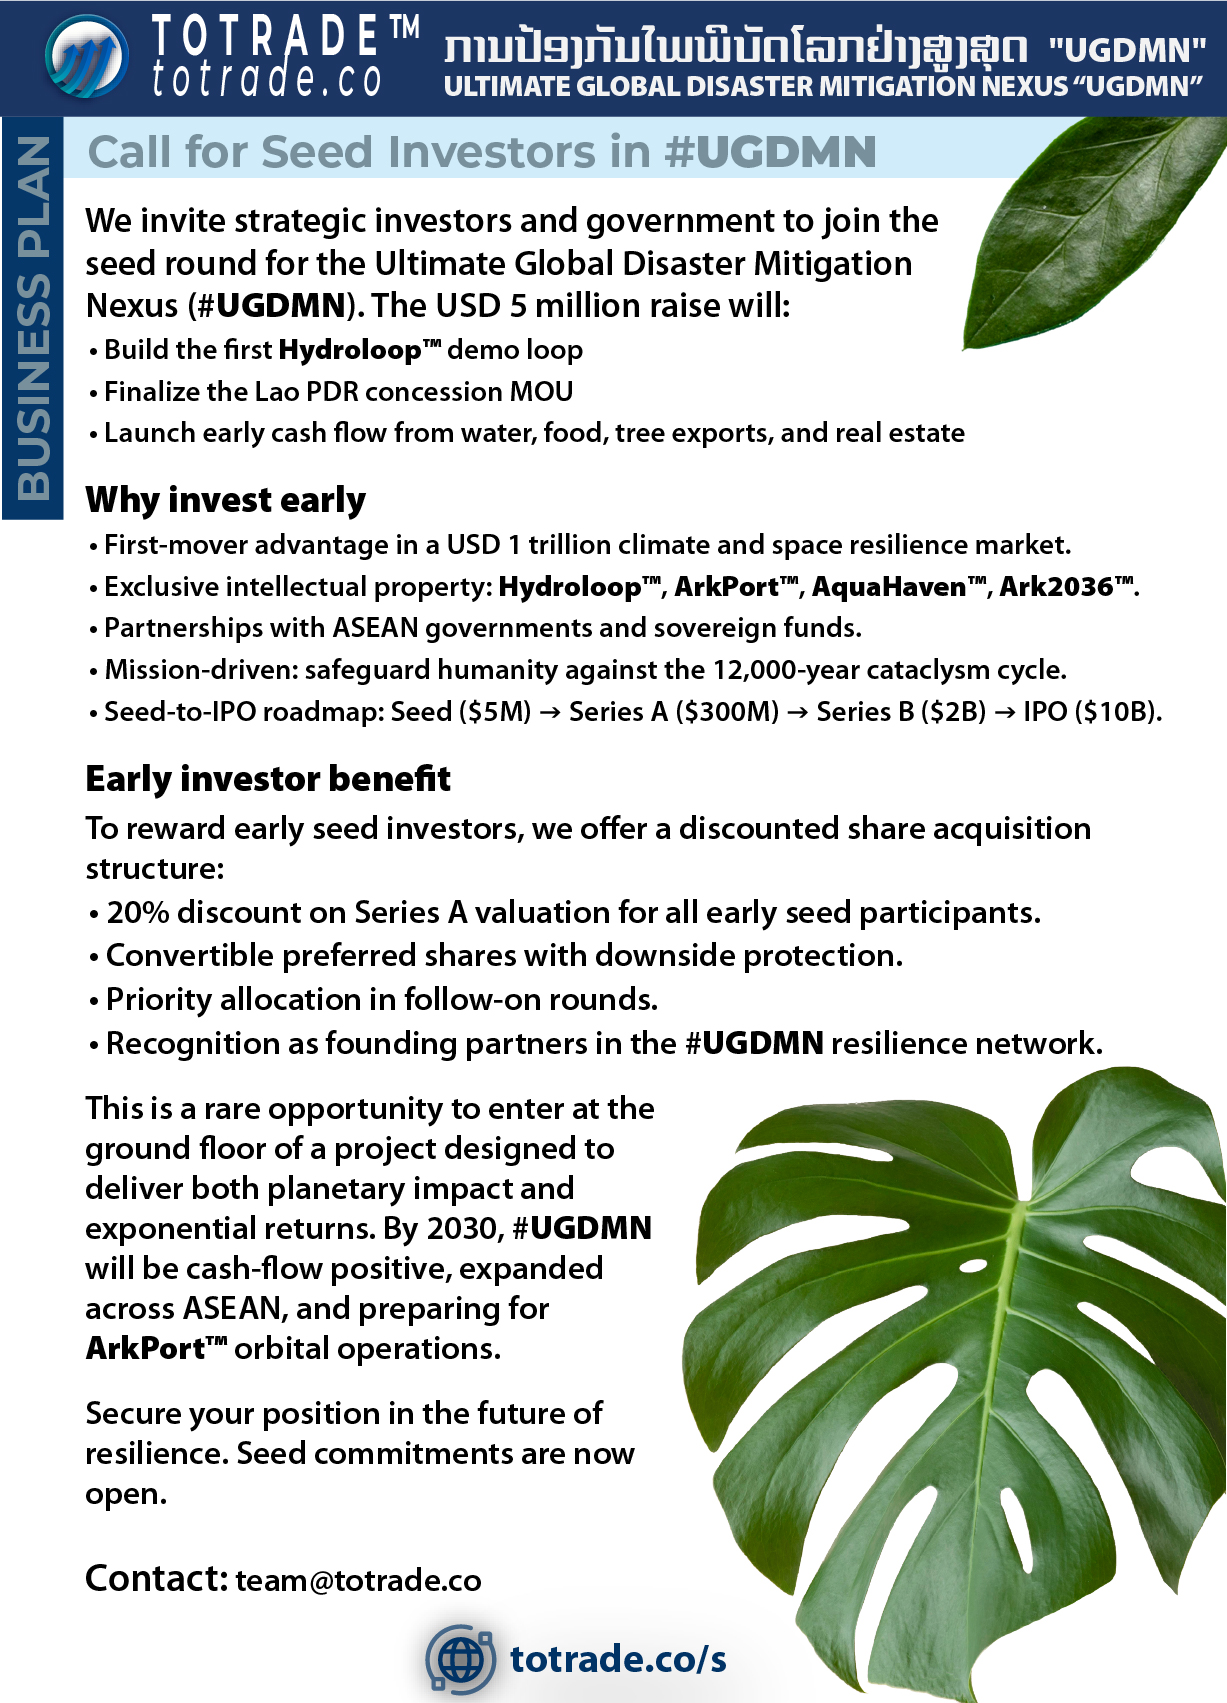 TOTRADE™
totrade.co
ການປ້ອງກັນໄພພິບັດໂລກຢ່າງສູງສຸດ "UGDMN"
ULTIMATE GLOBAL DISASTER MITIGATION NEXUS “UGDMN”
BUSINESS PLAN
Call for Seed Investors in #UGDMN
We invite strategic investors and government to join the
seed round for the Ultimate Global Disaster Mitigation
Nexus (#UGDMN). The USD 5 million raise will:
• Build the first Hydroloop™ demo loop
• Finalize the Lao PDR concession MOU
• Launch early cash flow from water, food, tree exports, and real estate
Why invest early
• First-mover advantage in a USD 1 trillion climate and space resilience market.
• Exclusive intellectual property: Hydroloop™, ArkPort™, AquaHaven™, Ark2036™.
• Partnerships with ASEAN governments and sovereign funds.
• Mission-driven: safeguard humanity against the 12,000-year cataclysm cycle.
• Seed-to-IPO roadmap: Seed ($5M) → Series A ($300M) → Series B ($2B) → IPO ($10B).
Early investor benefit
To reward early seed investors, we offer a discounted share acquisition
structure:
• 20% discount on Series A valuation for all early seed participants.
• Convertible preferred shares with downside protection.
• Priority allocation in follow-on rounds.
• Recognition as founding partners in the #UGDMN resilience network.
This is a rare opportunity to enter at the
ground floor of a project designed to
deliver both planetary impact and
exponential returns. By 2030, #UGDMN
will be cash-flow positive, expanded
across ASEAN, and preparing for
ArkPort™ orbital operations.
Secure your position in the future of
resilience. Seed commitments are now
open.
Contact: team@totrade.co
totrade.co/s